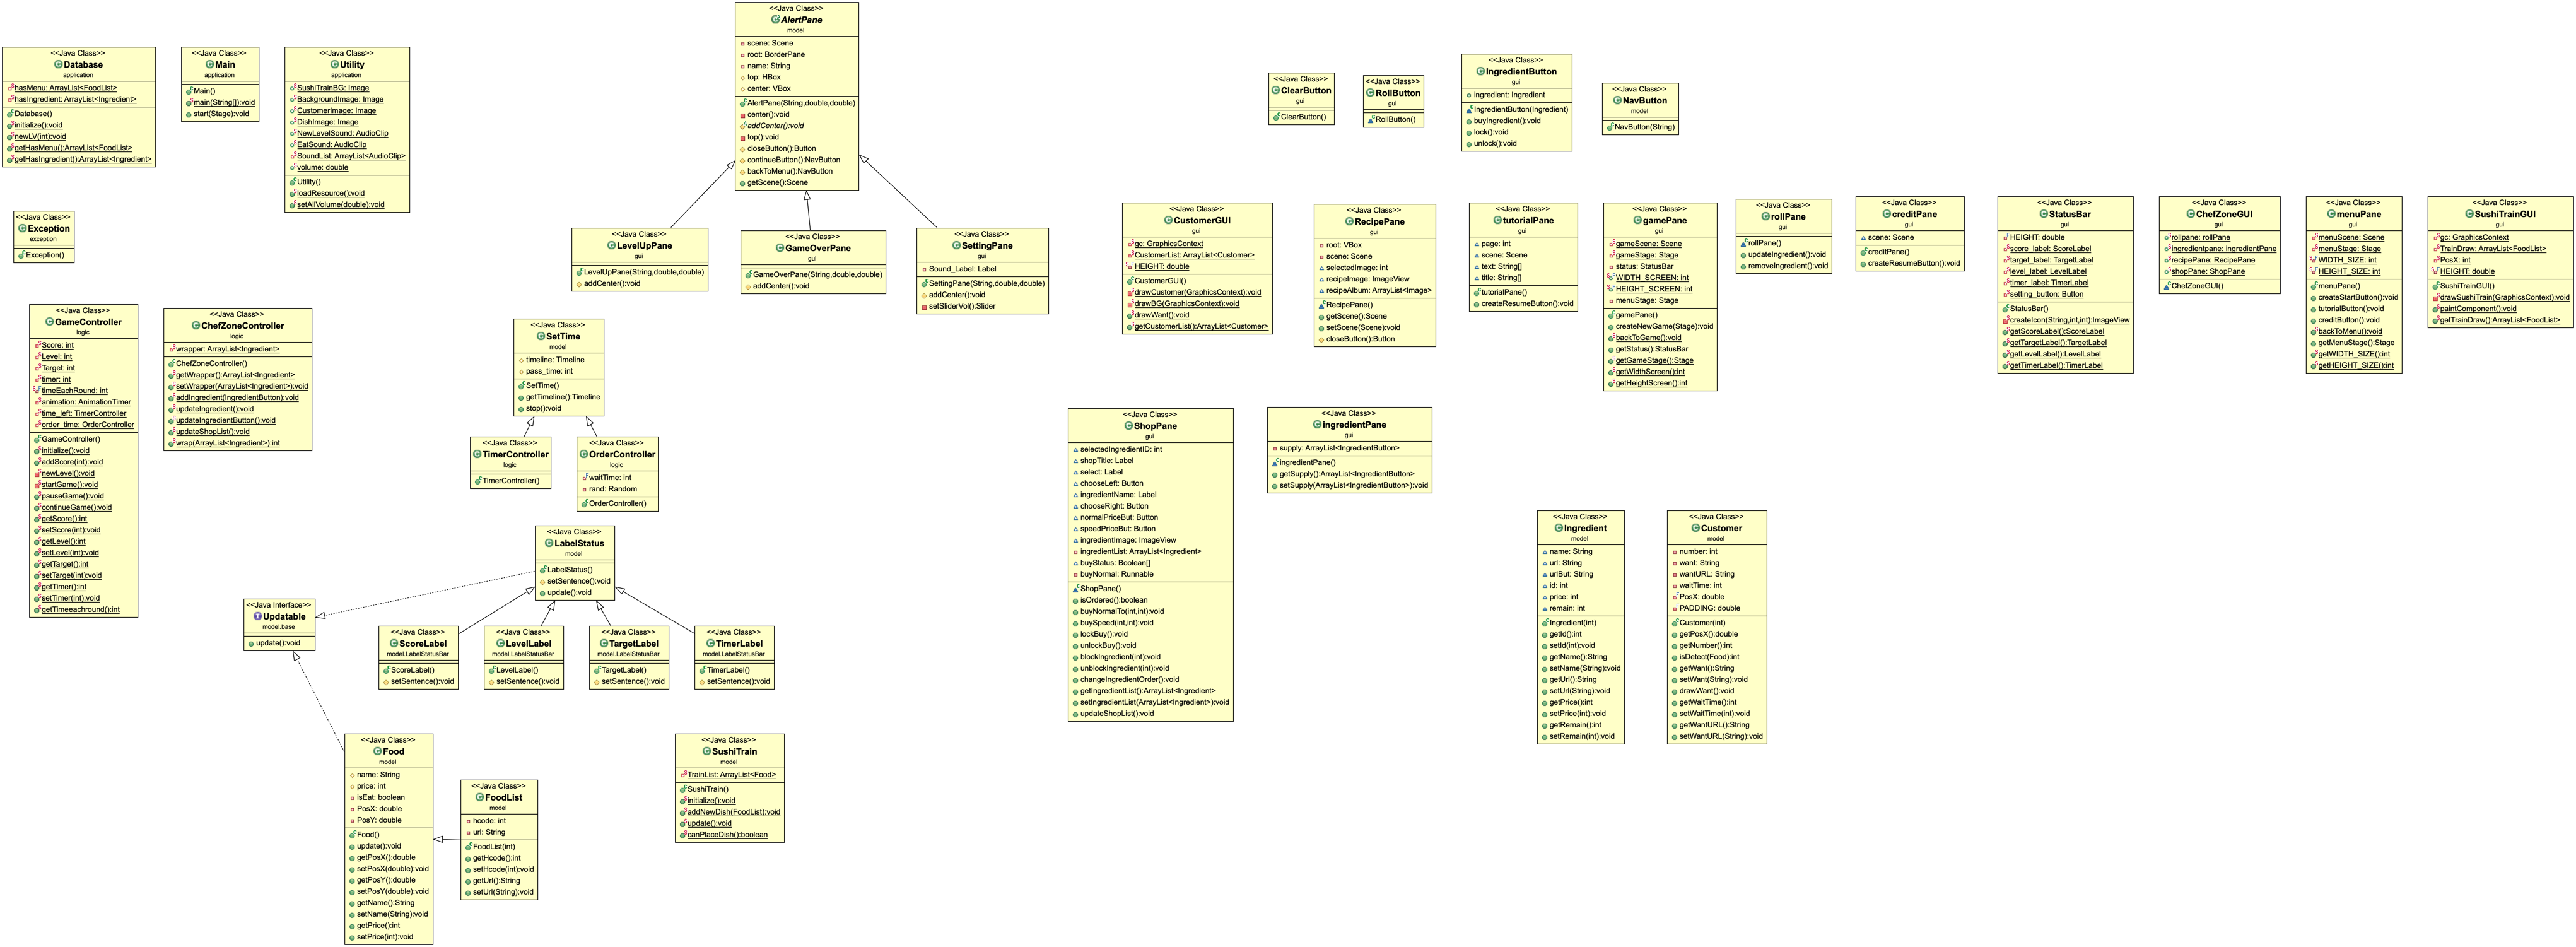 <<Java Class>>
AlertPane
model
scene: Scene
root: BorderPane
name: String
top: HBox
center: VBox
AlertPane(String,double,double)
center():void
addCenter():void
top():void
closeButton():Button
continueButton():NavButton
backToMenu():NavButton
getScene():Scene
<<Java Class>>
Database
application
hasMenu: ArrayList<FoodList>
hasIngredient: ArrayList<Ingredient>
Database()
initialize():void
newLV(int):void
getHasMenu():ArrayList<FoodList>
getHasIngredient():ArrayList<Ingredient>
<<Java Class>>
Main
application
Main()
main(String[]):void
start(Stage):void
<<Java Class>>
Utility
application
SushiTrainBG: Image
BackgroundImage: Image
CustomerImage: Image
DishImage: Image
NewLevelSound: AudioClip
EatSound: AudioClip
SoundList: ArrayList<AudioClip>
volume: double
Utility()
loadResource():void
setAllVolume(double):void
<<Java Class>>
ClearButton
gui
ClearButton()
<<Java Class>>
RollButton
gui
RollButton()
<<Java Class>>
IngredientButton
gui
ingredient: Ingredient
IngredientButton(Ingredient)
buyIngredient():void
lock():void
unlock():void
<<Java Class>>
NavButton
model
NavButton(String)
<<Java Class>>
Exception
exception
Exception()
<<Java Class>>
LevelUpPane
gui
LevelUpPane(String,double,double)
addCenter():void
<<Java Class>>
GameOverPane
gui
GameOverPane(String,double,double)
addCenter():void
<<Java Class>>
SettingPane
gui
Sound_Label: Label
SettingPane(String,double,double)
addCenter():void
setSliderVol():Slider
<<Java Class>>
CustomerGUI
gui
gc: GraphicsContext
CustomerList: ArrayList<Customer>
HEIGHT: double
CustomerGUI()
drawCustomer(GraphicsContext):void
drawBG(GraphicsContext):void
drawWant():void
getCustomerList():ArrayList<Customer>
<<Java Class>>
RecipePane
gui
root: VBox
scene: Scene
selectedImage: int
recipeImage: ImageView
recipeAlbum: ArrayList<Image>
RecipePane()
getScene():Scene
setScene(Scene):void
closeButton():Button
<<Java Class>>
tutorialPane
gui
page: int
scene: Scene
text: String[]
title: String[]
tutorialPane()
createResumeButton():void
<<Java Class>>
gamePane
gui
gameScene: Scene
gameStage: Stage
status: StatusBar
WIDTH_SCREEN: int
HEIGHT_SCREEN: int
menuStage: Stage
gamePane()
createNewGame(Stage):void
backToGame():void
getStatus():StatusBar
getGameStage():Stage
getWidthScreen():int
getHeightScreen():int
<<Java Class>>
rollPane
gui
rollPane()
updateIngredient():void
removeIngredient():void
<<Java Class>>
creditPane
gui
scene: Scene
creditPane()
createResumeButton():void
<<Java Class>>
StatusBar
gui
HEIGHT: double
score_label: ScoreLabel
target_label: TargetLabel
level_label: LevelLabel
timer_label: TimerLabel
setting_button: Button
StatusBar()
createIcon(String,int,int):ImageView
getScoreLabel():ScoreLabel
getTargetLabel():TargetLabel
getLevelLabel():LevelLabel
getTimerLabel():TimerLabel
<<Java Class>>
ChefZoneGUI
gui
rollpane: rollPane
ingredientpane: ingredientPane
recipePane: RecipePane
shopPane: ShopPane
ChefZoneGUI()
<<Java Class>>
menuPane
gui
menuScene: Scene
menuStage: Stage
WIDTH_SIZE: int
HEIGHT_SIZE: int
menuPane()
createStartButton():void
tutorialButton():void
creditButton():void
backToMenu():void
getMenuStage():Stage
getWIDTH_SIZE():int
getHEIGHT_SIZE():int
<<Java Class>>
SushiTrainGUI
gui
gc: GraphicsContext
TrainDraw: ArrayList<FoodList>
PosX: int
HEIGHT: double
SushiTrainGUI()
drawSushiTrain(GraphicsContext):void
paintComponent():void
getTrainDraw():ArrayList<FoodList>
<<Java Class>>
GameController
logic
Score: int
Level: int
Target: int
timer: int
timeEachRound: int
animation: AnimationTimer
time_left: TimerController
order_time: OrderController
GameController()
initialize():void
addScore(int):void
newLevel():void
startGame():void
pauseGame():void
continueGame():void
getScore():int
setScore(int):void
getLevel():int
setLevel(int):void
getTarget():int
setTarget(int):void
getTimer():int
setTimer(int):void
getTimeeachround():int
<<Java Class>>
ChefZoneController
logic
wrapper: ArrayList<Ingredient>
ChefZoneController()
getWrapper():ArrayList<Ingredient>
setWrapper(ArrayList<Ingredient>):void
addIngredient(IngredientButton):void
updateIngredient():void
updateIngredientButton():void
updateShopList():void
wrap(ArrayList<Ingredient>):int
<<Java Class>>
SetTime
model
timeline: Timeline
pass_time: int
SetTime()
getTimeline():Timeline
stop():void
<<Java Class>>
TimerController
logic
TimerController()
<<Java Class>>
OrderController
logic
waitTime: int
rand: Random
OrderController()
<<Java Class>>
ShopPane
gui
selectedIngredientID: int
shopTitle: Label
select: Label
chooseLeft: Button
ingredientName: Label
chooseRight: Button
normalPriceBut: Button
speedPriceBut: Button
ingredientImage: ImageView
ingredientList: ArrayList<Ingredient>
buyStatus: Boolean[]
buyNormal: Runnable
ShopPane()
isOrdered():boolean
buyNormalTo(int,int):void
buySpeed(int,int):void
lockBuy():void
unlockBuy():void
blockIngredient(int):void
unblockIngredient(int):void
changeIngredientOrder():void
getIngredientList():ArrayList<Ingredient>
setIngredientList(ArrayList<Ingredient>):void
updateShopList():void
<<Java Class>>
ingredientPane
gui
supply: ArrayList<IngredientButton>
ingredientPane()
getSupply():ArrayList<IngredientButton>
setSupply(ArrayList<IngredientButton>):void
<<Java Class>>
Ingredient
model
name: String
url: String
urlBut: String
id: int
price: int
remain: int
Ingredient(int)
getId():int
setId(int):void
getName():String
setName(String):void
getUrl():String
setUrl(String):void
getPrice():int
setPrice(int):void
getRemain():int
setRemain(int):void
<<Java Class>>
Customer
model
number: int
want: String
wantURL: String
waitTime: int
PosX: double
PADDING: double
Customer(int)
getPosX():double
getNumber():int
isDetect(Food):int
getWant():String
setWant(String):void
drawWant():void
getWaitTime():int
setWaitTime(int):void
getWantURL():String
setWantURL(String):void
<<Java Class>>
LabelStatus
model
LabelStatus()
setSentence():void
update():void
<<Java Interface>>
Updatable
model.base
update():void
<<Java Class>>
ScoreLabel
model.LabelStatusBar
ScoreLabel()
setSentence():void
<<Java Class>>
LevelLabel
model.LabelStatusBar
LevelLabel()
setSentence():void
<<Java Class>>
TargetLabel
model.LabelStatusBar
TargetLabel()
setSentence():void
<<Java Class>>
TimerLabel
model.LabelStatusBar
TimerLabel()
setSentence():void
<<Java Class>>
Food
model
name: String
price: int
isEat: boolean
PosX: double
PosY: double
Food()
update():void
getPosX():double
setPosX(double):void
getPosY():double
setPosY(double):void
getName():String
setName(String):void
getPrice():int
setPrice(int):void
<<Java Class>>
FoodList
model
hcode: int
url: String
FoodList(int)
getHcode():int
setHcode(int):void
getUrl():String
setUrl(String):void
<<Java Class>>
SushiTrain
model
TrainList: ArrayList<Food>
SushiTrain()
initialize():void
addNewDish(FoodList):void
update():void
canPlaceDish():boolean